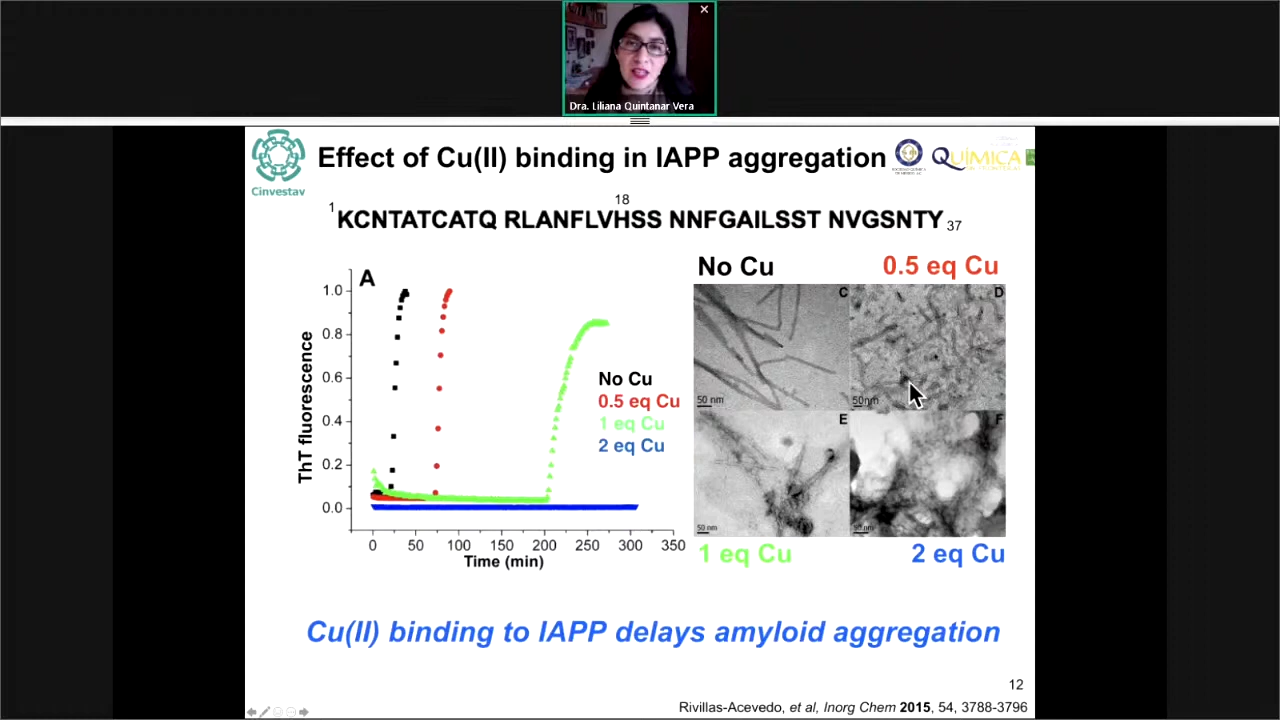 Dra. Liliana Quintanar Vera
Cinvestav
Effect of Cu(II) binding in IAPP aggregation
QUÍMICA
1 KCNTATCATQ RLANFLVHSS NNFGAILSST NVGSNTY 37
18
A
ThT fluorescence
1.0
0.8
0.6
0.4
0.2
0.0
0 50 100 150 200 250 300 350
Time (min)
No Cu
0.5 eq Cu
1 eq Cu
2 eq Cu
No Cu
0.5 eq Cu
C
D
50 nm
50nm
E
F
50 nm
50 nm
1 eq Cu
2 eq Cu
Cu(II) binding to IAPP delays amyloid aggregation
12
Rivillas-Acevedo, et al, Inorg Chem 2015, 54, 3788-3796